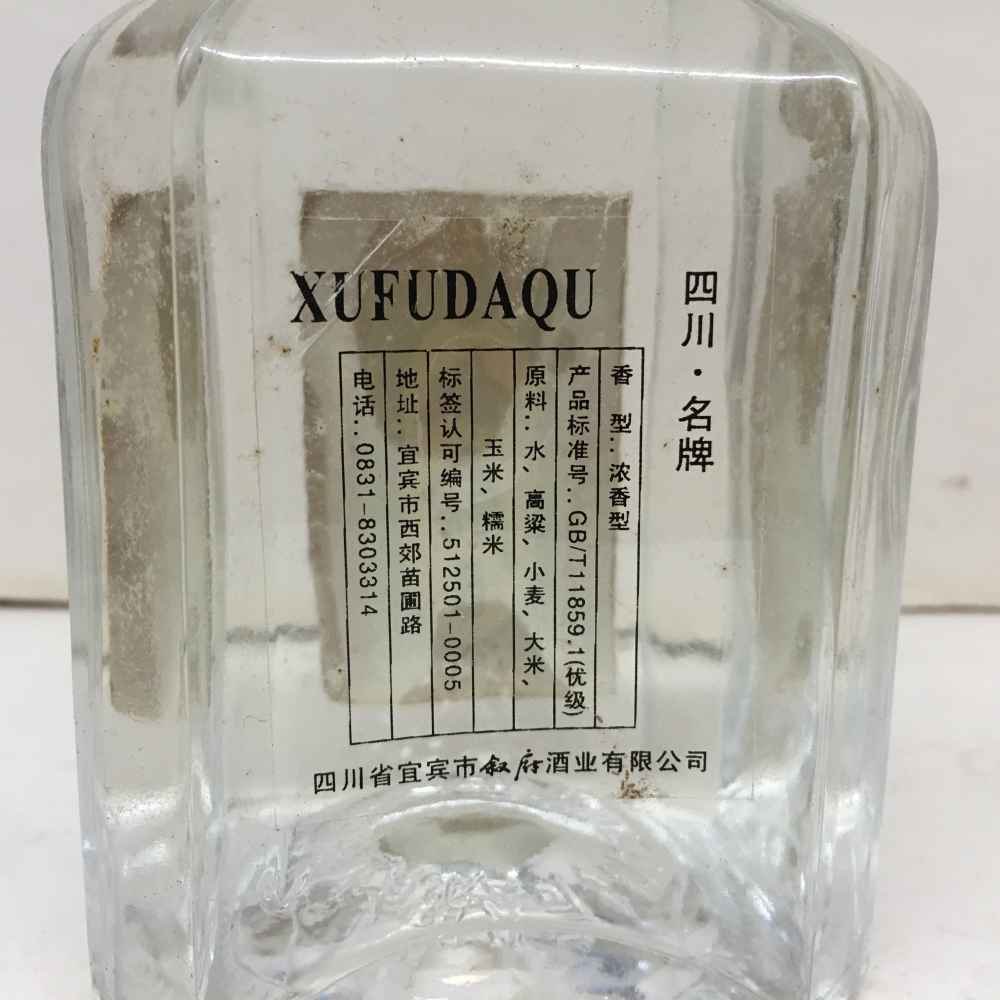 XUFUDAQU
四川·名牌
香 型：浓香型
产品标准号：GB/T11859.1(优级)
原料：水、高粱、小麦、大米、
玉米、糯米
标签认可编号：512501-0005
地址：宜宾市西郊苗圃路
电话：0831-8303314
四川省宜宾市叙府酒业有限公司